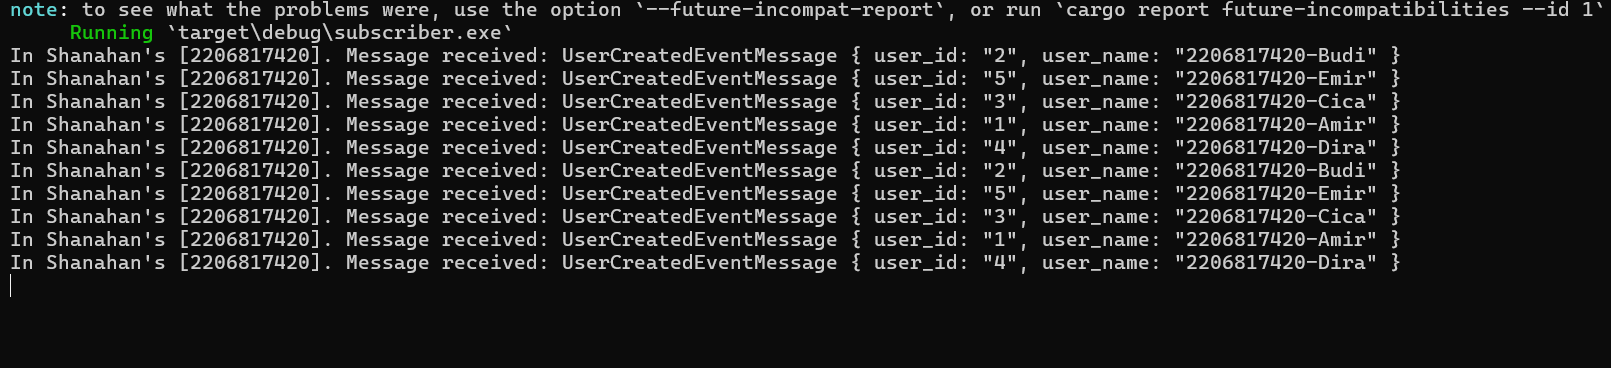 note: to see what the problems were, use the option `--future-incompat-report`, or run `cargo report future-incompatibilities --id 1`
Running `target\debug\subscriber.exe`
In Shanahan's [2206817420]. Message received: UserCreatedEventMessage { user_id: "2", user_name: "2206817420-Budi" }
In Shanahan's [2206817420]. Message received: UserCreatedEventMessage { user_id: "5", user_name: "2206817420-Emir" }
In Shanahan's [2206817420]. Message received: UserCreatedEventMessage { user_id: "3", user_name: "2206817420-Cica" }
In Shanahan's [2206817420]. Message received: UserCreatedEventMessage { user_id: "1", user_name: "2206817420-Amir" }
In Shanahan's [2206817420]. Message received: UserCreatedEventMessage { user_id: "4", user_name: "2206817420-Dira" }
In Shanahan's [2206817420]. Message received: UserCreatedEventMessage { user_id: "2", user_name: "2206817420-Budi" }
In Shanahan's [2206817420]. Message received: UserCreatedEventMessage { user_id: "5", user_name: "2206817420-Emir" }
In Shanahan's [2206817420]. Message received: UserCreatedEventMessage { user_id: "3", user_name: "2206817420-Cica" }
In Shanahan's [2206817420]. Message received: UserCreatedEventMessage { user_id: "1", user_name: "2206817420-Amir" }
In Shanahan's [2206817420]. Message received: UserCreatedEventMessage { user_id: "4", user_name: "2206817420-Dira" }